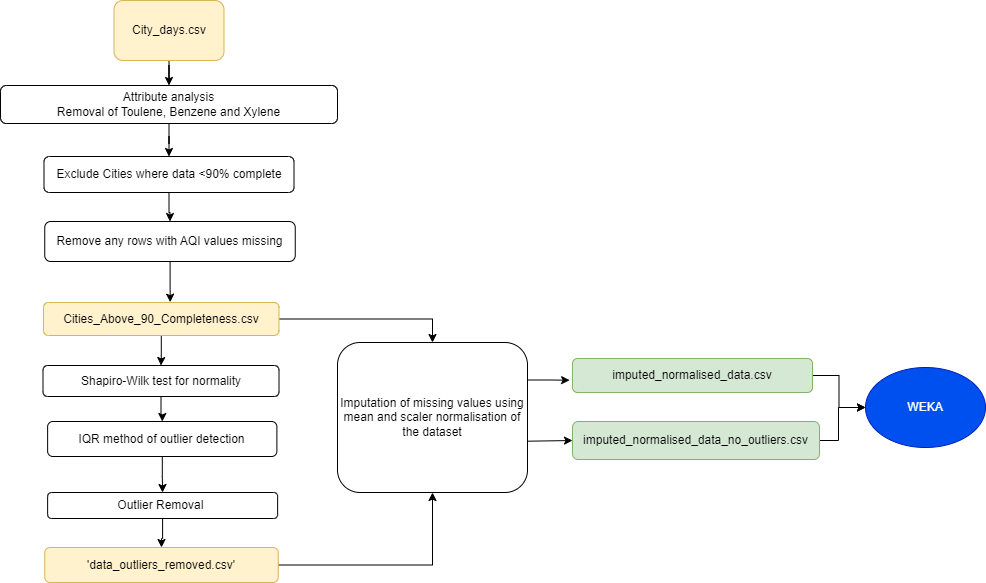 City_days.csv
Attribute analysis
Removal of Toulene, Benzene and Xylene
Exclude Cities where data <90% complete
Remove any rows with AQI values missing
Cities_Above_90_Completeness.csv
Shapiro-Wilk test for normality
IQR method of outlier detection
Outlier Removal
'data_outliers_removed.csv'
Imputation of missing values using
mean and scaler normalisation of
the dataset
imputed_normalised_data.csv
imputed_normalised_data_no_outliers.csv
WEKA